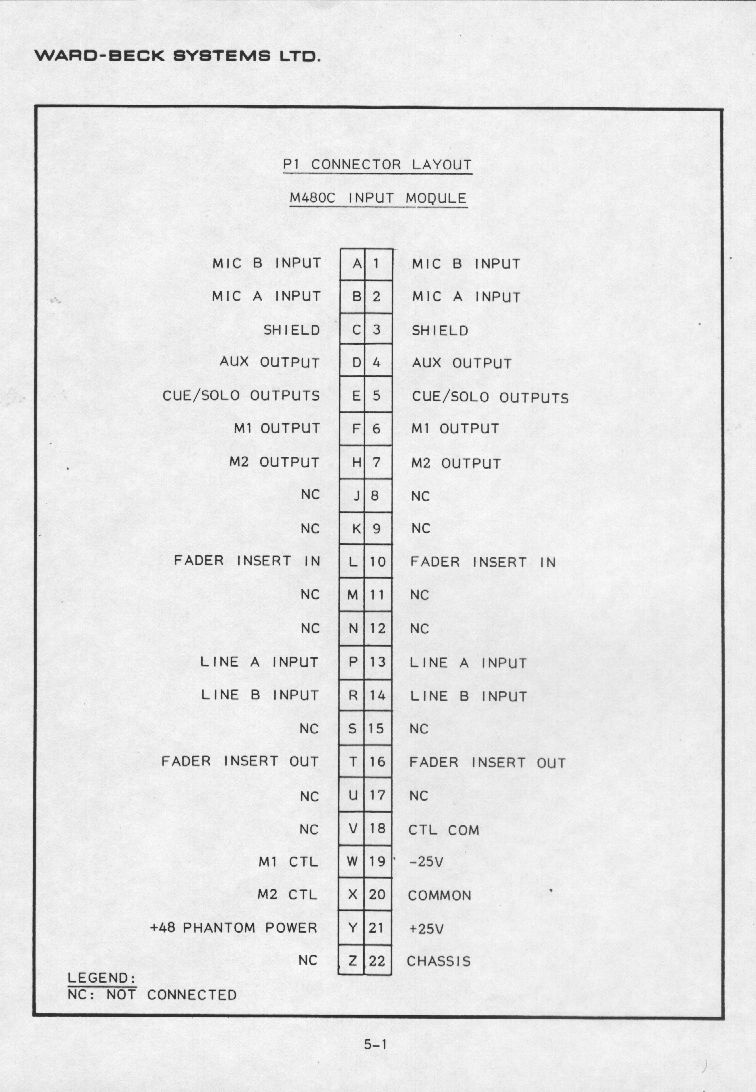 WARD-BECK SYSTEMS LTD.
P1 CONNECTOR LAYOUT
M480C INPUT MODULE
MIC B INPUT A 1 MIC B INPUT
MIC A INPUT B 2 MIC A INPUT
SHIELD C 3 SHIELD
AUX OUTPUT D 4 AUX OUTPUT
CUE/SOLO OUTPUTS E 5 CUE/SOLO OUTPUTS
M1 OUTPUT F 6 M1 OUTPUT
M2 OUTPUT H 7 M2 OUTPUT
NC J 8 NC
NC K 9 NC
FADER INSERT IN L 10 FADER INSERT IN
NC M 11 NC
NC N 12 NC
LINE A INPUT P 13 LINE A INPUT
LINE B INPUT R 14 LINE B INPUT
NC S 15 NC
FADER INSERT OUT T 16 FADER INSERT OUT
NC U 17 NC
NC V 18 CTL COM
M1 CTL W 19 -25V
M2 CTL X 20 COMMON
+48 PHANTOM POWER Y 21 +25V
NC Z 22 CHASSIS
LEGEND:
NC: NOT CONNECTED
5-1